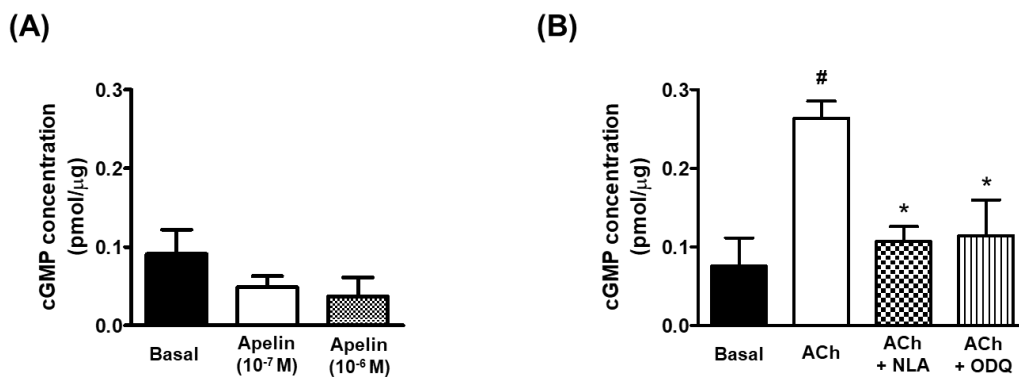 (A)
cGMP concentration
(pmol/µg)
0.3
0.2
0.1
0.0
Basal
Apelin
(10⁻⁷ M)
Apelin
(10⁻⁶ M)
(B)
cGMP concentration
(pmol/µg)
0.3
0.2
0.1
0.0
#
*
*
Basal
ACh
ACh
+ NLA
ACh
+ ODQ